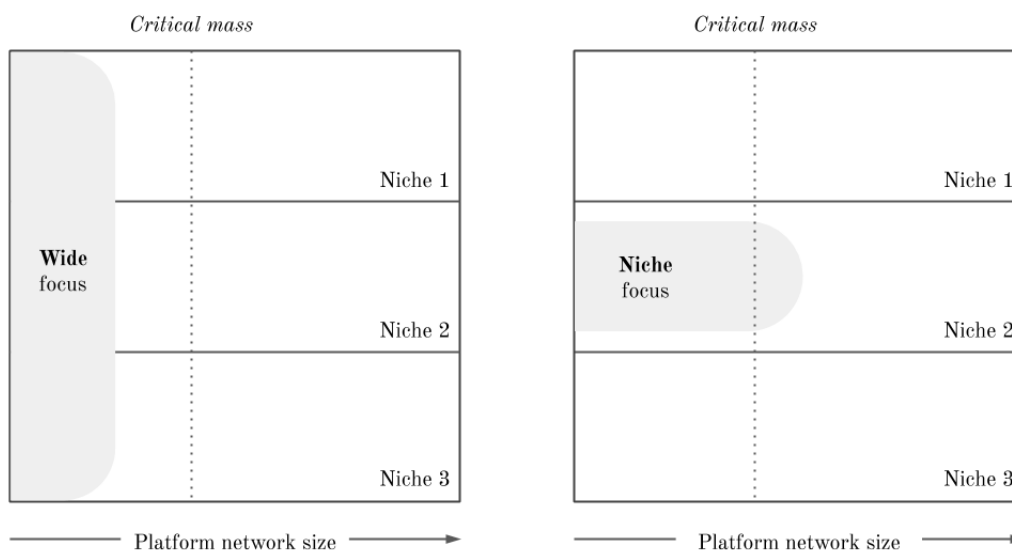 Critical mass
Niche 1
Wide
focus
Niche 2
Niche 3
Platform network size
Critical mass
Niche 1
Niche
focus
Niche 2
Niche 3
Platform network size